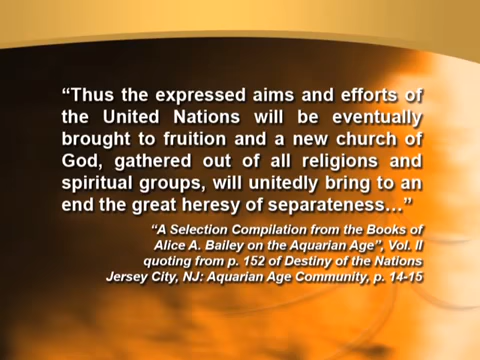 “Thus the expressed aims and efforts of
the United Nations will be eventually
brought to fruition and a new church of
God, gathered out of all religions and
spiritual groups, will unitedly bring to an
end the great heresy of separateness…”
“A Selection Compilation from the Books of
Alice A. Bailey on the Aquarian Age”, Vol. II
quoting from p. 152 of Destiny of the Nations
Jersey City, NJ: Aquarian Age Community, p. 14-15